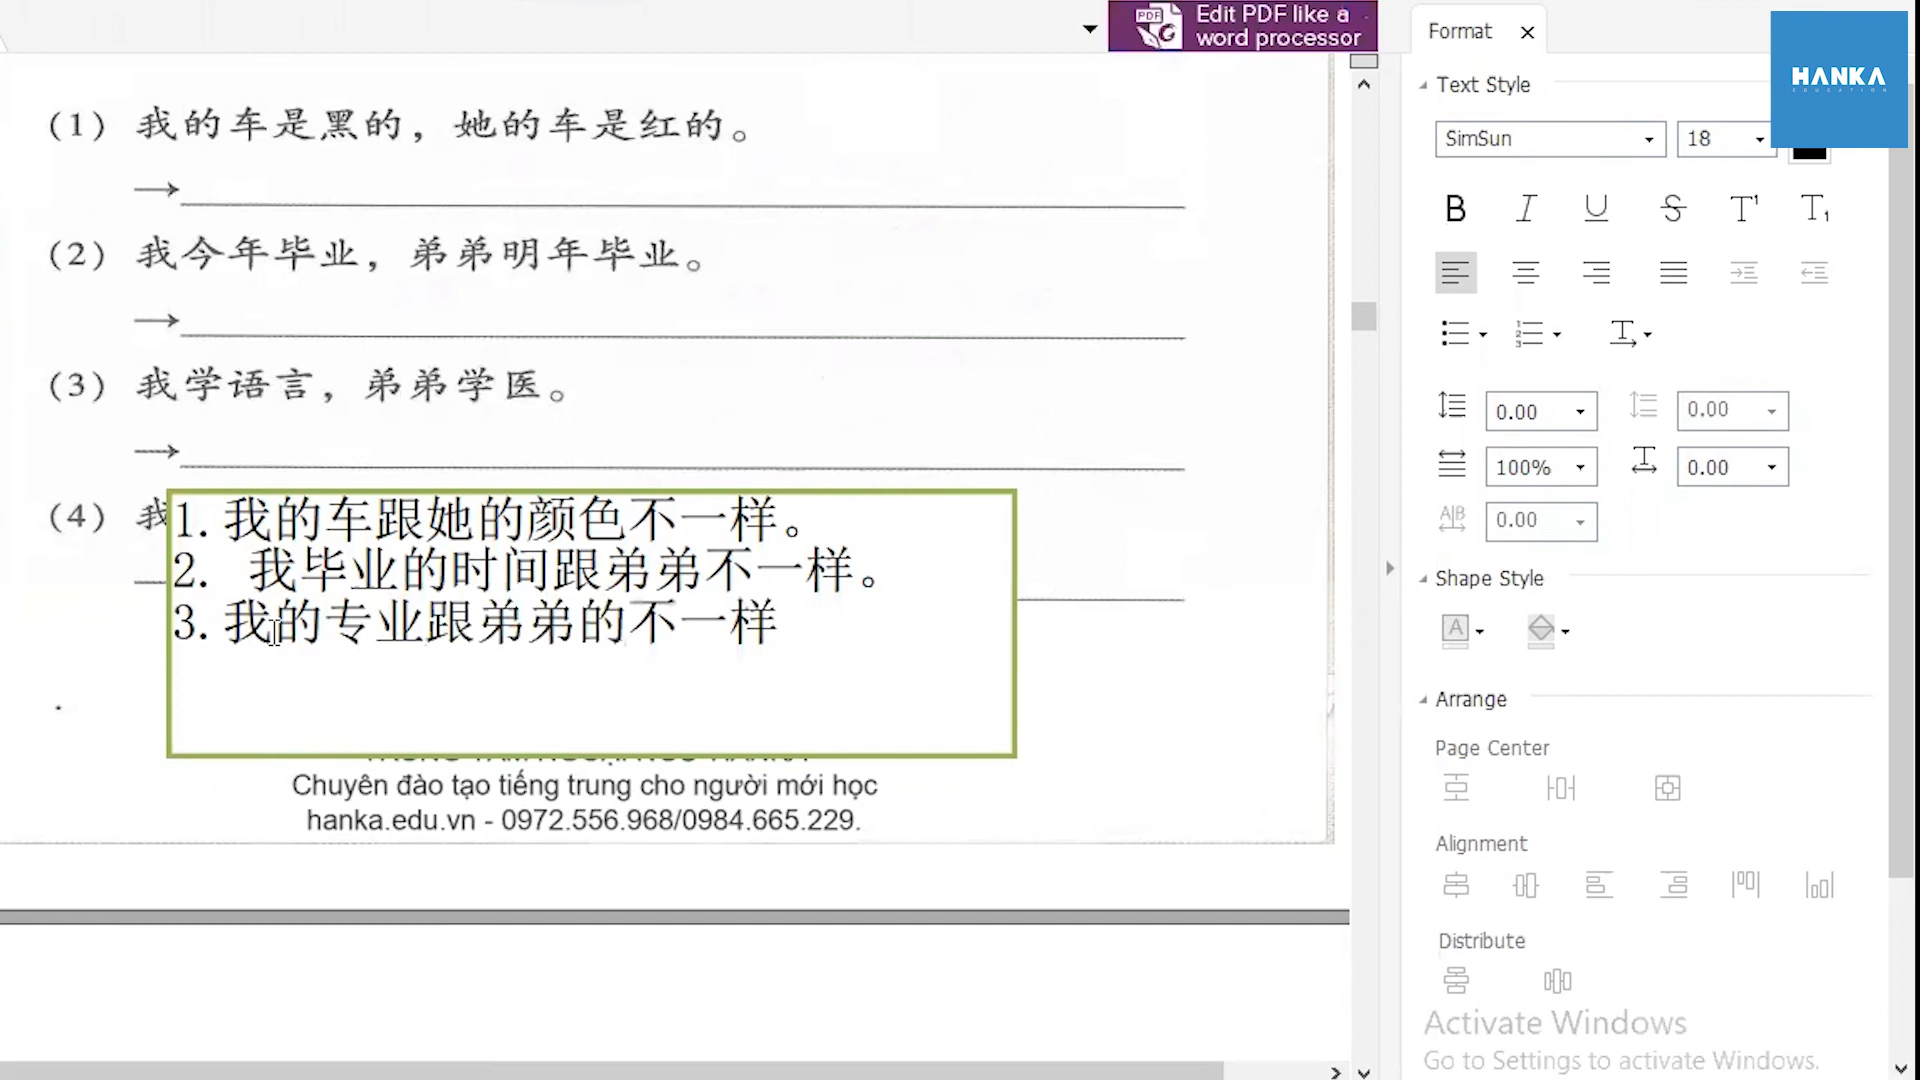 Edit PDF like a
word processor
Format
HANKA
EDUCATION
Text Style
SimSun
18
(1) 我的车是黑的，她的车是红的。
(2) 我今年毕业，弟弟明年毕业。
(3) 我学语言，弟弟学医。
(4) 我
1. 我的车跟她的颜色不一样。
2. 我毕业的时间跟弟弟不一样。
3. 我的专业跟弟弟的不一样
Chuyên đào tạo tiếng trung cho người mới học
hanka.edu.vn - 0972.556.968/0984.665.229.
0.00
0.00
100%
0.00
0.00
Shape Style
Arrange
Page Center
Alignment
Distribute
Activate Windows
Go to Settings to activate Windows.